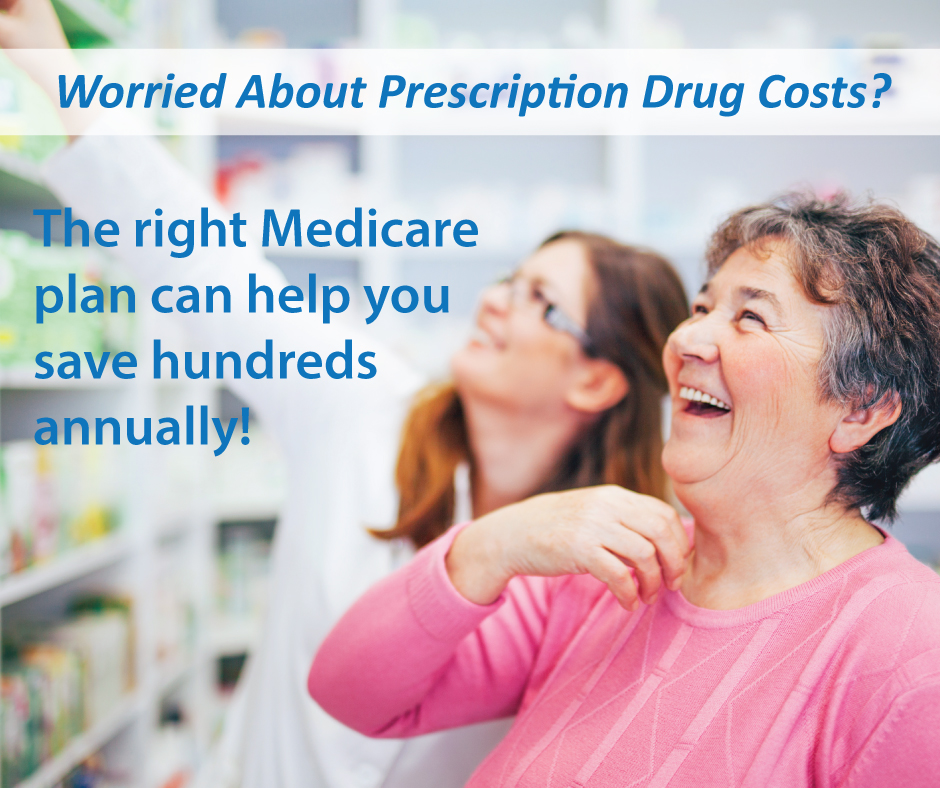 Worried About Prescription Drug Costs?
The right Medicare
plan can help you
save hundreds
annually!